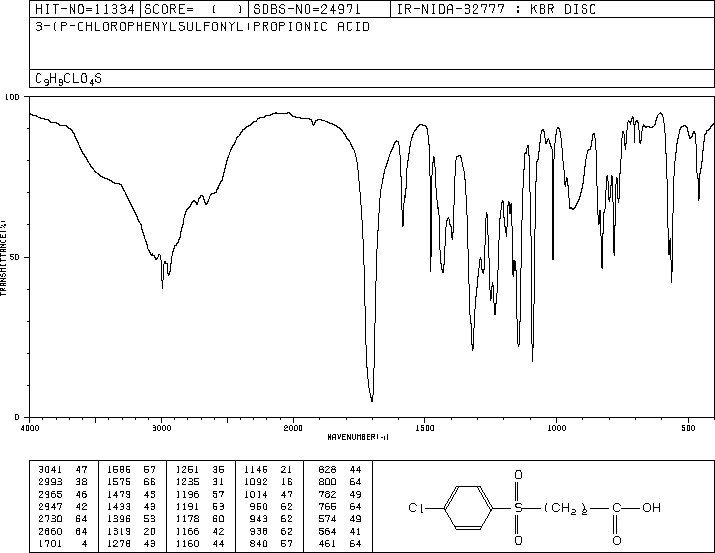 HIT-NO=11334 SCORE= ( ) SDBS-NO=24971 IR-NIDA-32777 : KBR DISC
3-(P-CHLOROPHENYLSULFONYL)PROPIONIC ACID
C9H9CLO4S
100
50
0
TRANSMITTANCE(%)
4000 3000 2000 1500 1000 500
WAVENUMBER(-1)
3041 47 1586 57 1251 35 1146 21 828 44
2993 38 1575 66 1235 31 1092 16 800 64
2965 46 1479 45 1196 57 1014 47 782 49
2947 42 1433 43 1191 53 960 62 766 64
2730 64 1396 53 1178 60 943 62 574 49
2660 64 1319 20 1166 42 938 62 564 41
1701 4 1278 43 1160 44 840 57 461 64
O
Cl S (CH2)2 C OH
O O